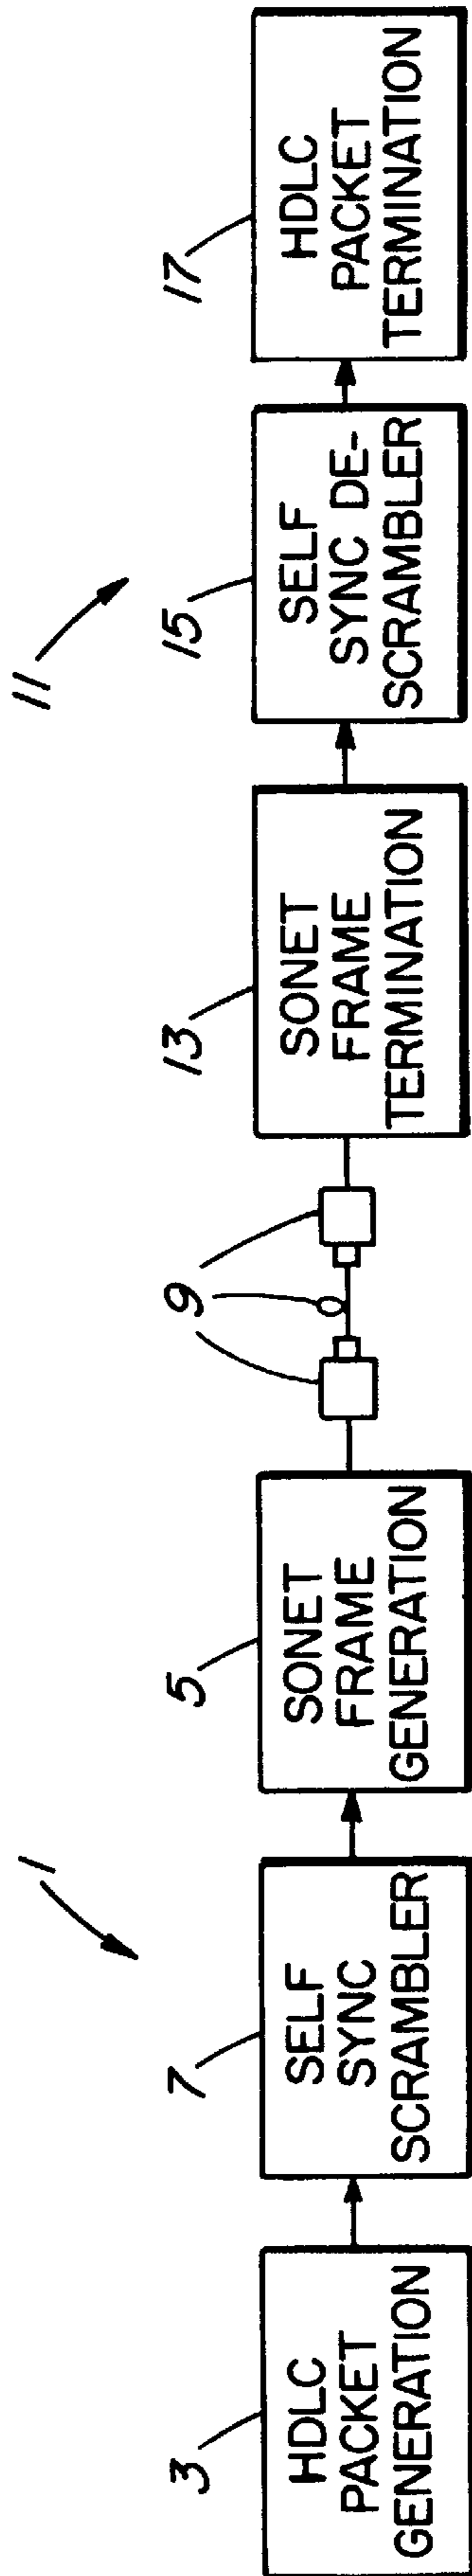 1
11
3
HDLC
PACKET
GENERATION
7
SELF
SYNC
SCRAMBLER
5
SONET
FRAME
GENERATION
9
13
SONET
FRAME
TERMINATION
15
SELF
SYNC DE-
SCRAMBLER
17
HDLC
PACKET
TERMINATION